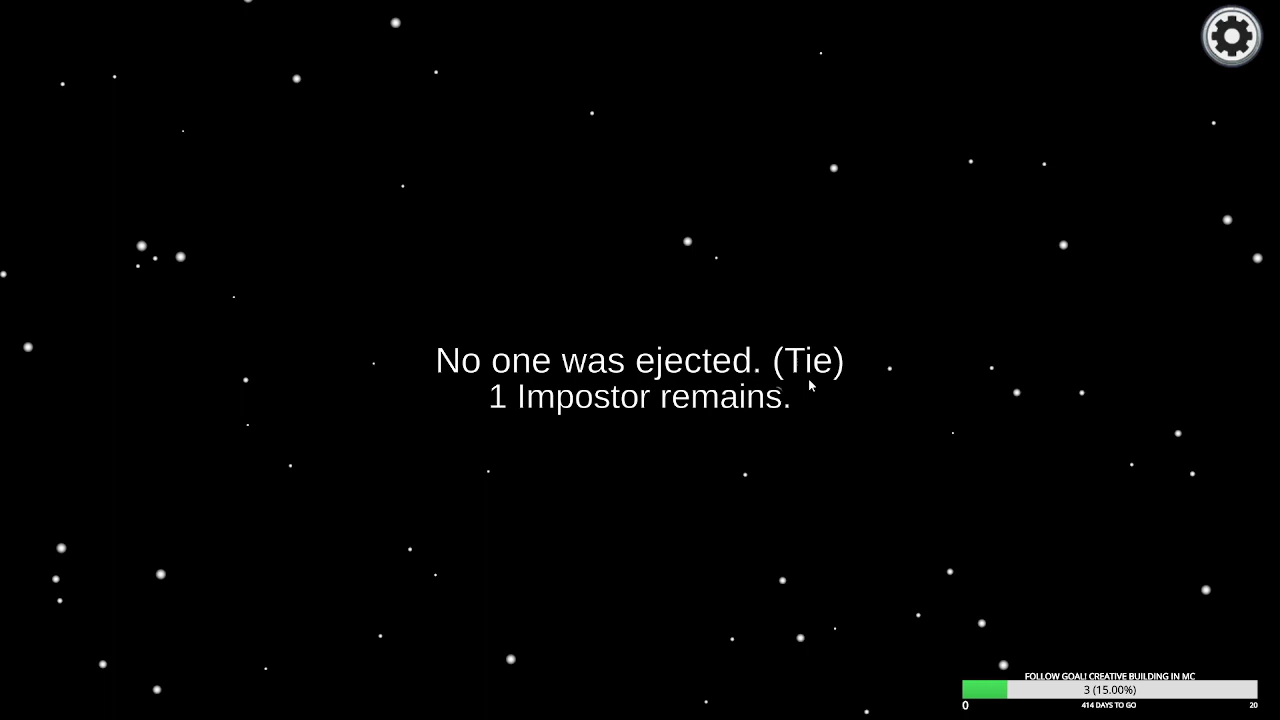 No one was ejected. (Tie)
1 Impostor remains.
FOLLOW GOAL! CREATIVE BUILDING IN MC
3 (15.00%)
0 414 DAYS TO GO 20